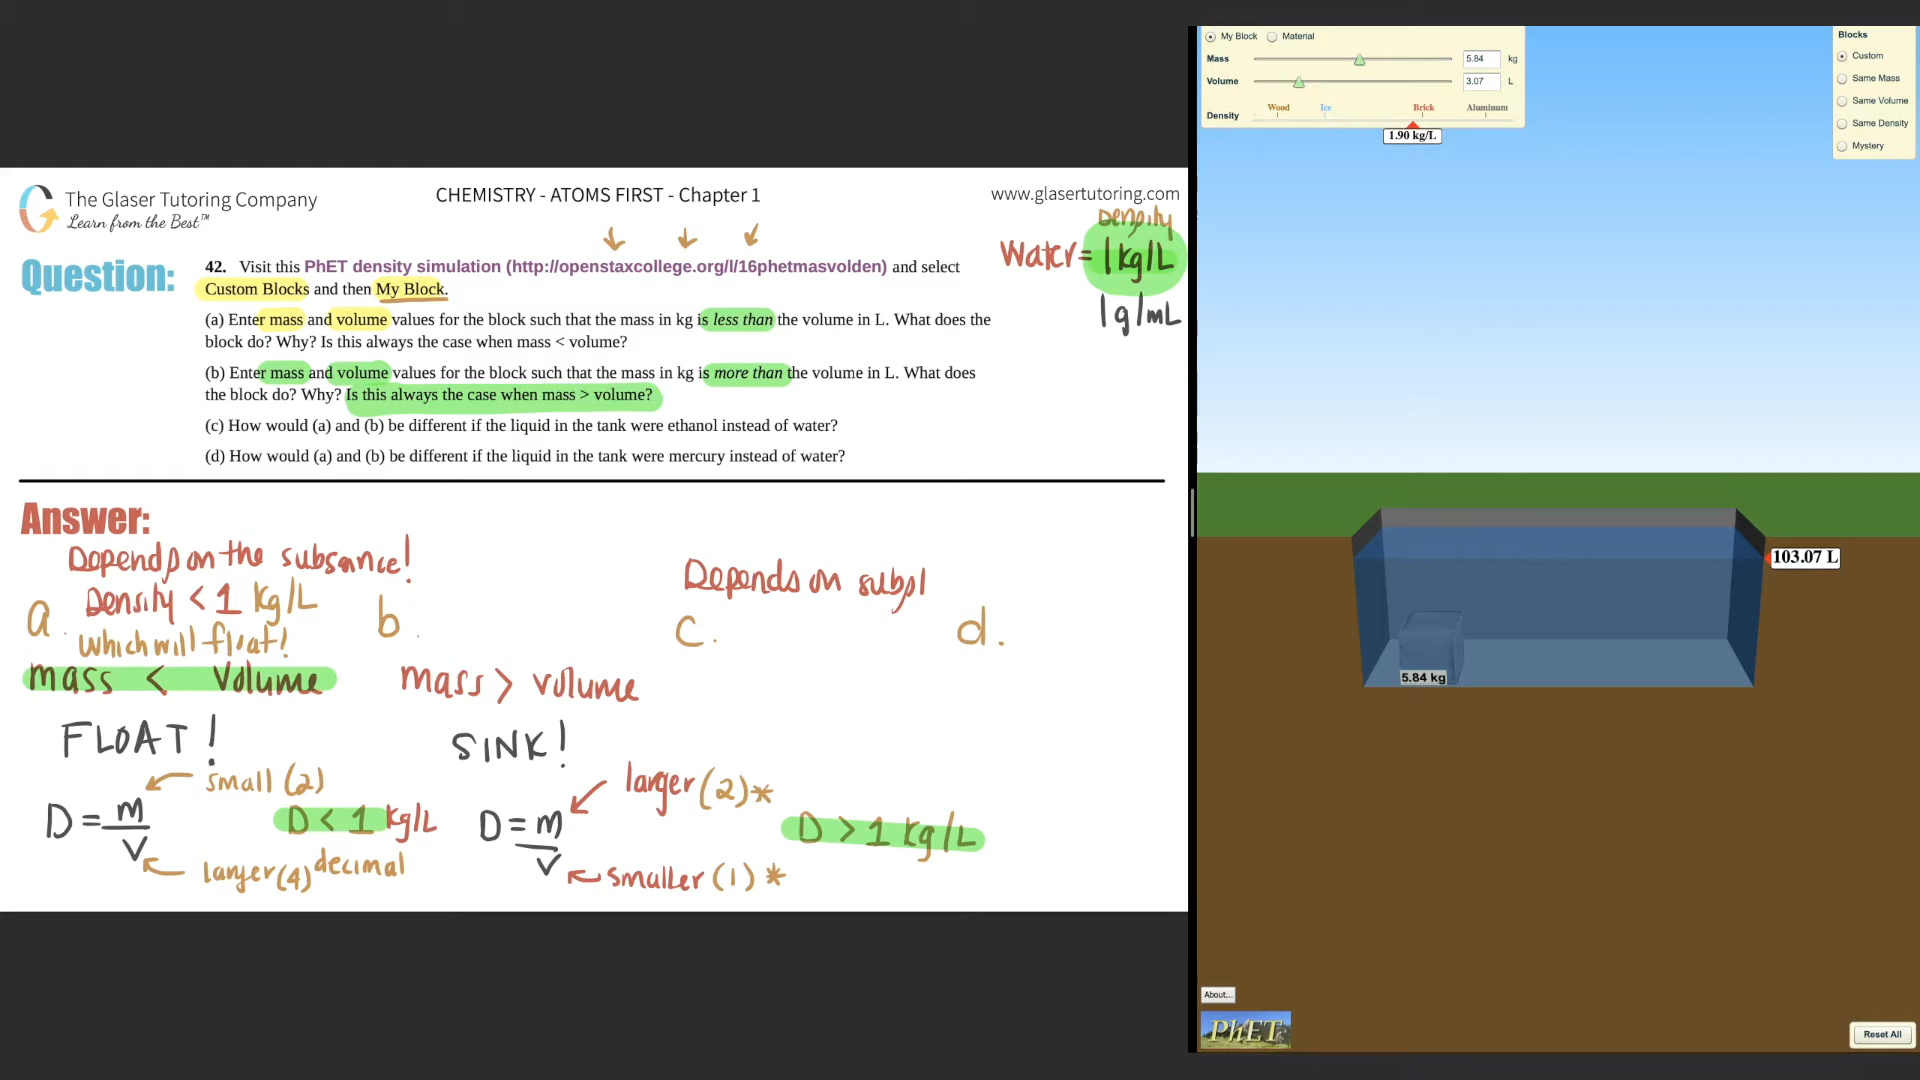 The Glaser Tutoring Company
Learn from the Best™
CHEMISTRY - ATOMS FIRST - Chapter 1
www.glasertutoring.com
Density
Water = 1 kg/L
1 g/mL
Question:
42. Visit this PhET density simulation (http://openstaxcollege.org/l/16phetmasvolden) and select
Custom Blocks and then My Block.
(a) Enter mass and volume values for the block such that the mass in kg is less than the volume in L. What does the
block do? Why? Is this always the case when mass < volume?
(b) Enter mass and volume values for the block such that the mass in kg is more than the volume in L. What does
the block do? Why? Is this always the case when mass > volume?
(c) How would (a) and (b) be different if the liquid in the tank were ethanol instead of water?
(d) How would (a) and (b) be different if the liquid in the tank were mercury instead of water?
Answer:
Depends on the subsance!
Density < 1 kg/L
a.
which will float!
mass < volume
FLOAT!
small (2)
D = m/V
D < 1 kg/L
larger (4) decimal
b.
mass > volume
SINK!
larger (2) *
D = m/V
D > 1 kg/L
smaller (1) *
Depends on
c.
d.
My Block
Material
Mass
5.84
kg
Volume
3.07
L
Wood
Ice
Brick
Aluminum
Density
1.90 kg/L
Blocks
Custom
Same Mass
Same Volume
Same Density
Mystery
103.07 L
5.84 kg
About...
PhET
Reset All